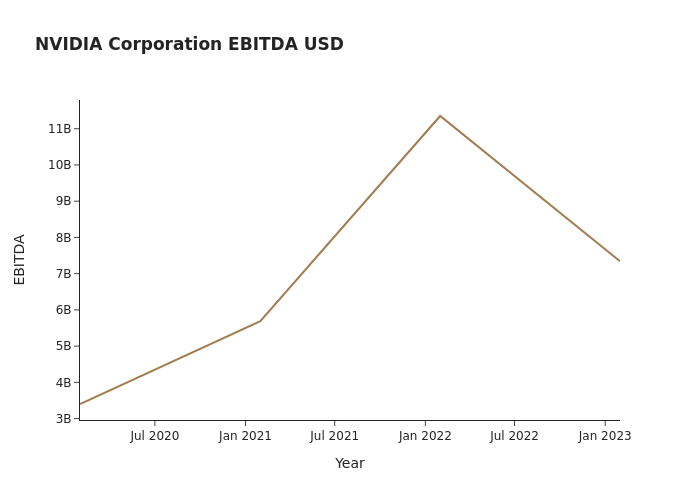 NVIDIA Corporation EBITDA USD
11B
10B
9B
8B
7B
6B
5B
4B
3B
EBITDA
Jul 2020
Jan 2021
Jul 2021
Jan 2022
Jul 2022
Jan 2023
Year